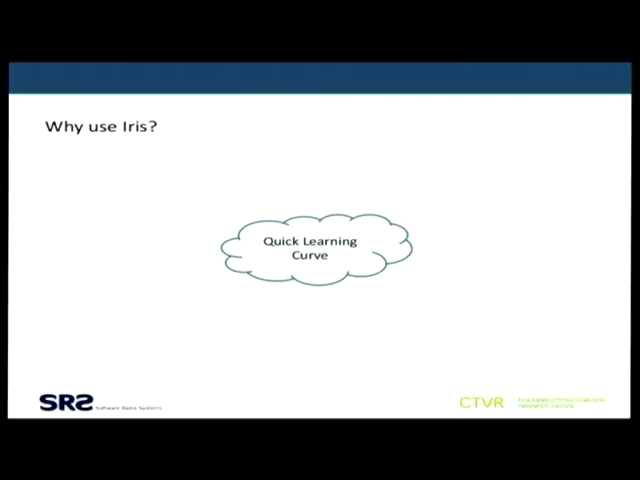 Why use Iris?
Quick Learning
Curve
SRS Software Radio Systems
CTVR